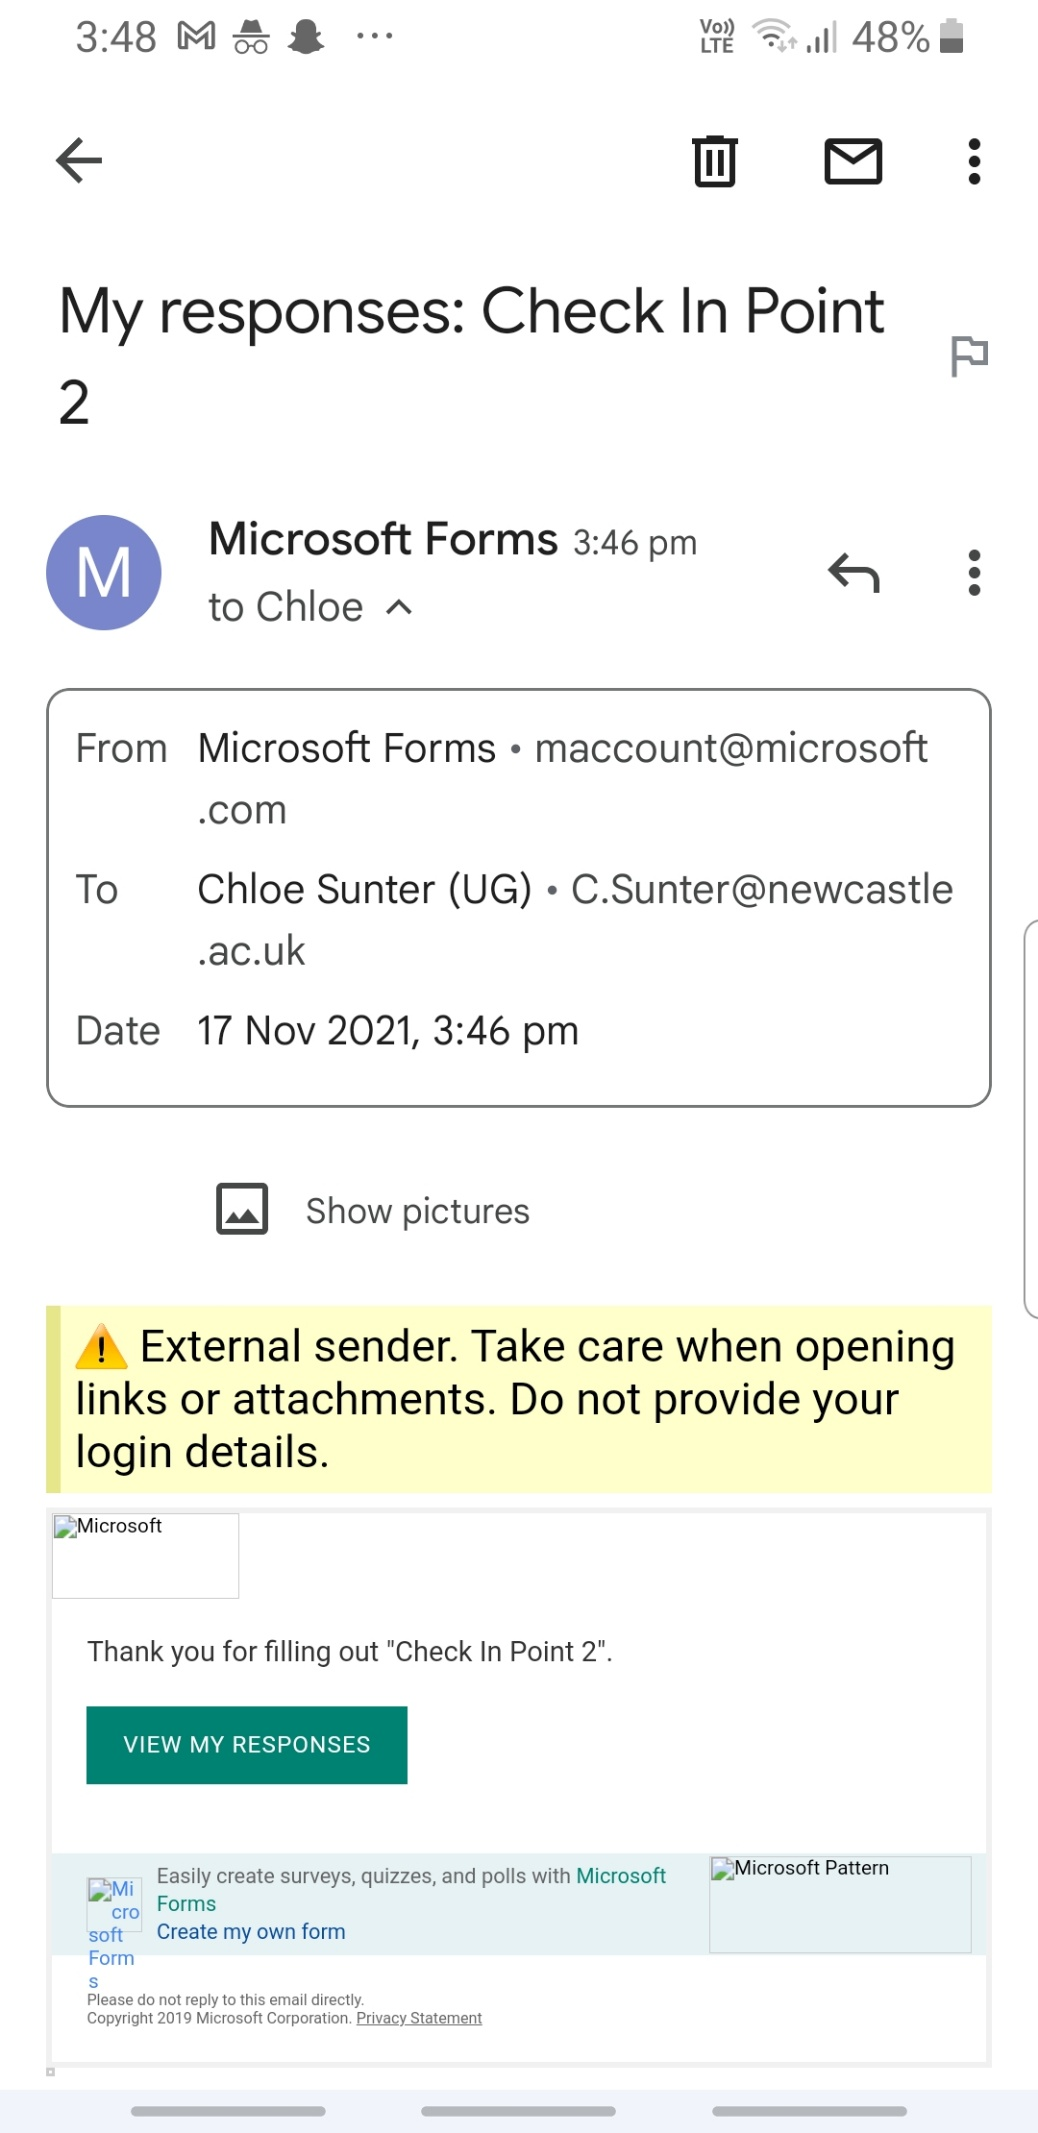 3:48
Vo)) LTE 48%
My responses: Check In Point
2
M
Microsoft Forms 3:46 pm
to Chloe
From Microsoft Forms • maccount@microsoft
.com
To Chloe Sunter (UG) • C.Sunter@newcastle
.ac.uk
Date 17 Nov 2021, 3:46 pm
Show pictures
⚠ External sender. Take care when opening
links or attachments. Do not provide your
login details.
Microsoft
Thank you for filling out "Check In Point 2".
VIEW MY RESPONSES
Easily create surveys, quizzes, and polls with Microsoft
Forms
Create my own form
Mi
cro
soft
Form
s
Microsoft Pattern
Please do not reply to this email directly.
Copyright 2019 Microsoft Corporation. Privacy Statement